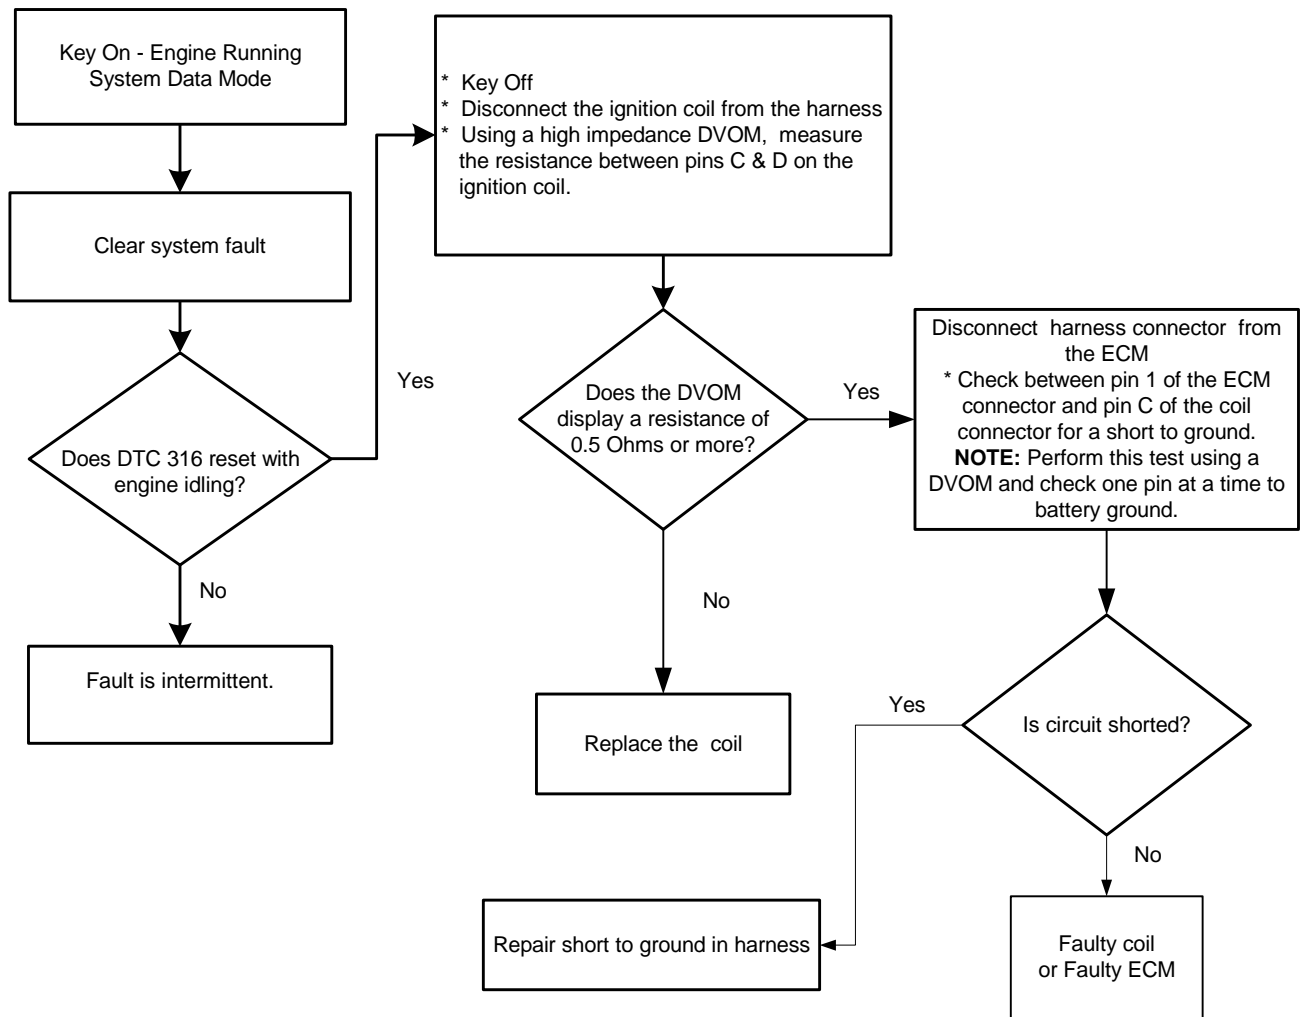 Key On - Engine Running
System Data Mode
Clear system fault
Does DTC 316 reset with
engine idling?
Yes
No
Fault is intermittent.
* Key Off
* Disconnect the ignition coil from the harness
* Using a high impedance DVOM, measure
the resistance between pins C & D on the
ignition coil.
Does the DVOM
display a resistance of
0.5 Ohms or more?
Yes
No
Replace the coil
Disconnect harness connector from
the ECM
* Check between pin 1 of the ECM
connector and pin C of the coil
connector for a short to ground.
NOTE: Perform this test using a
DVOM and check one pin at a time to
battery ground.
Is circuit shorted?
Yes
No
Repair short to ground in harness
Faulty coil
or Faulty ECM